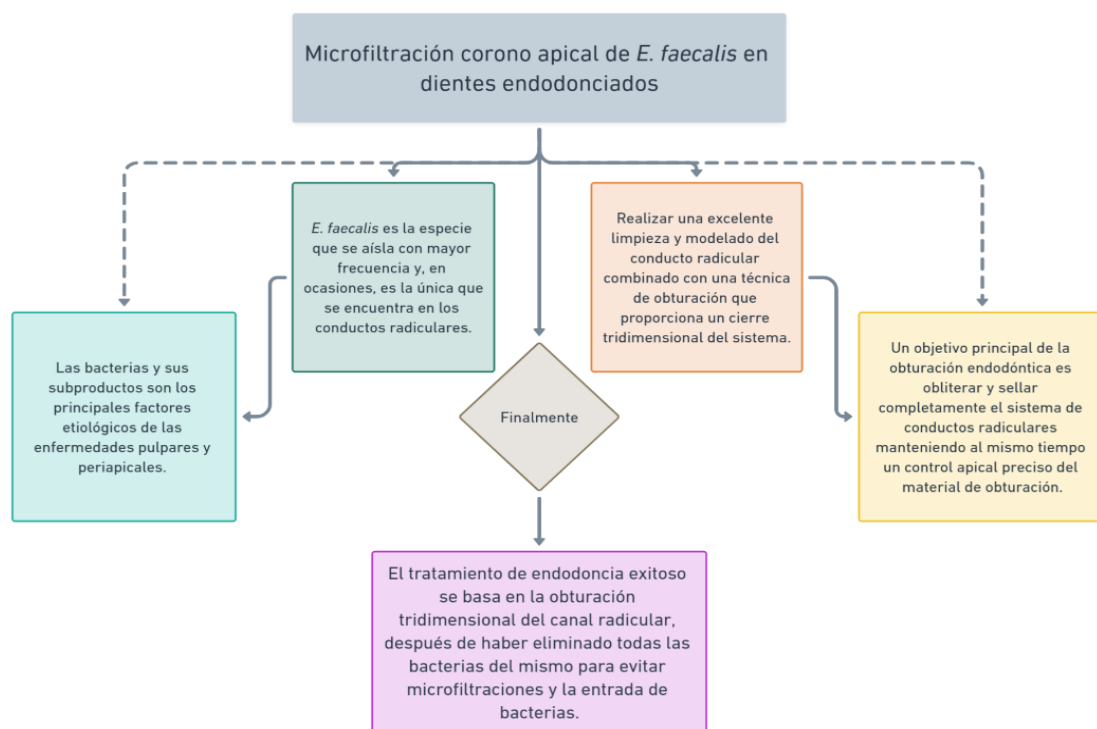 Microfiltración corono apical de E. faecalis en
dientes endodonciados
E. faecalis es la especie
que se aísla con mayor
frecuencia y, en
ocasiones, es la única que
se encuentra en los
conductos radiculares.
Realizar una excelente
limpieza y modelado del
conducto radicular
combinado con una técnica
de obturación que
proporciona un cierre
tridimensional del sistema.
Las bacterias y sus
subproductos son los
principales factores
etiológicos de las
enfermedades pulpares y
periapicales.
Finalmente
Un objetivo principal de la
obturación endodóntica es
obliterar y sellar
completamente el sistema de
conductos radiculares
manteniendo al mismo tiempo
un control apical preciso del
material de obturación.
El tratamiento de endodoncia exitoso
se basa en la obturación
tridimensional del canal radicular,
después de haber eliminado todas las
bacterias del mismo para evitar
microfiltraciones y la entrada de
bacterias.